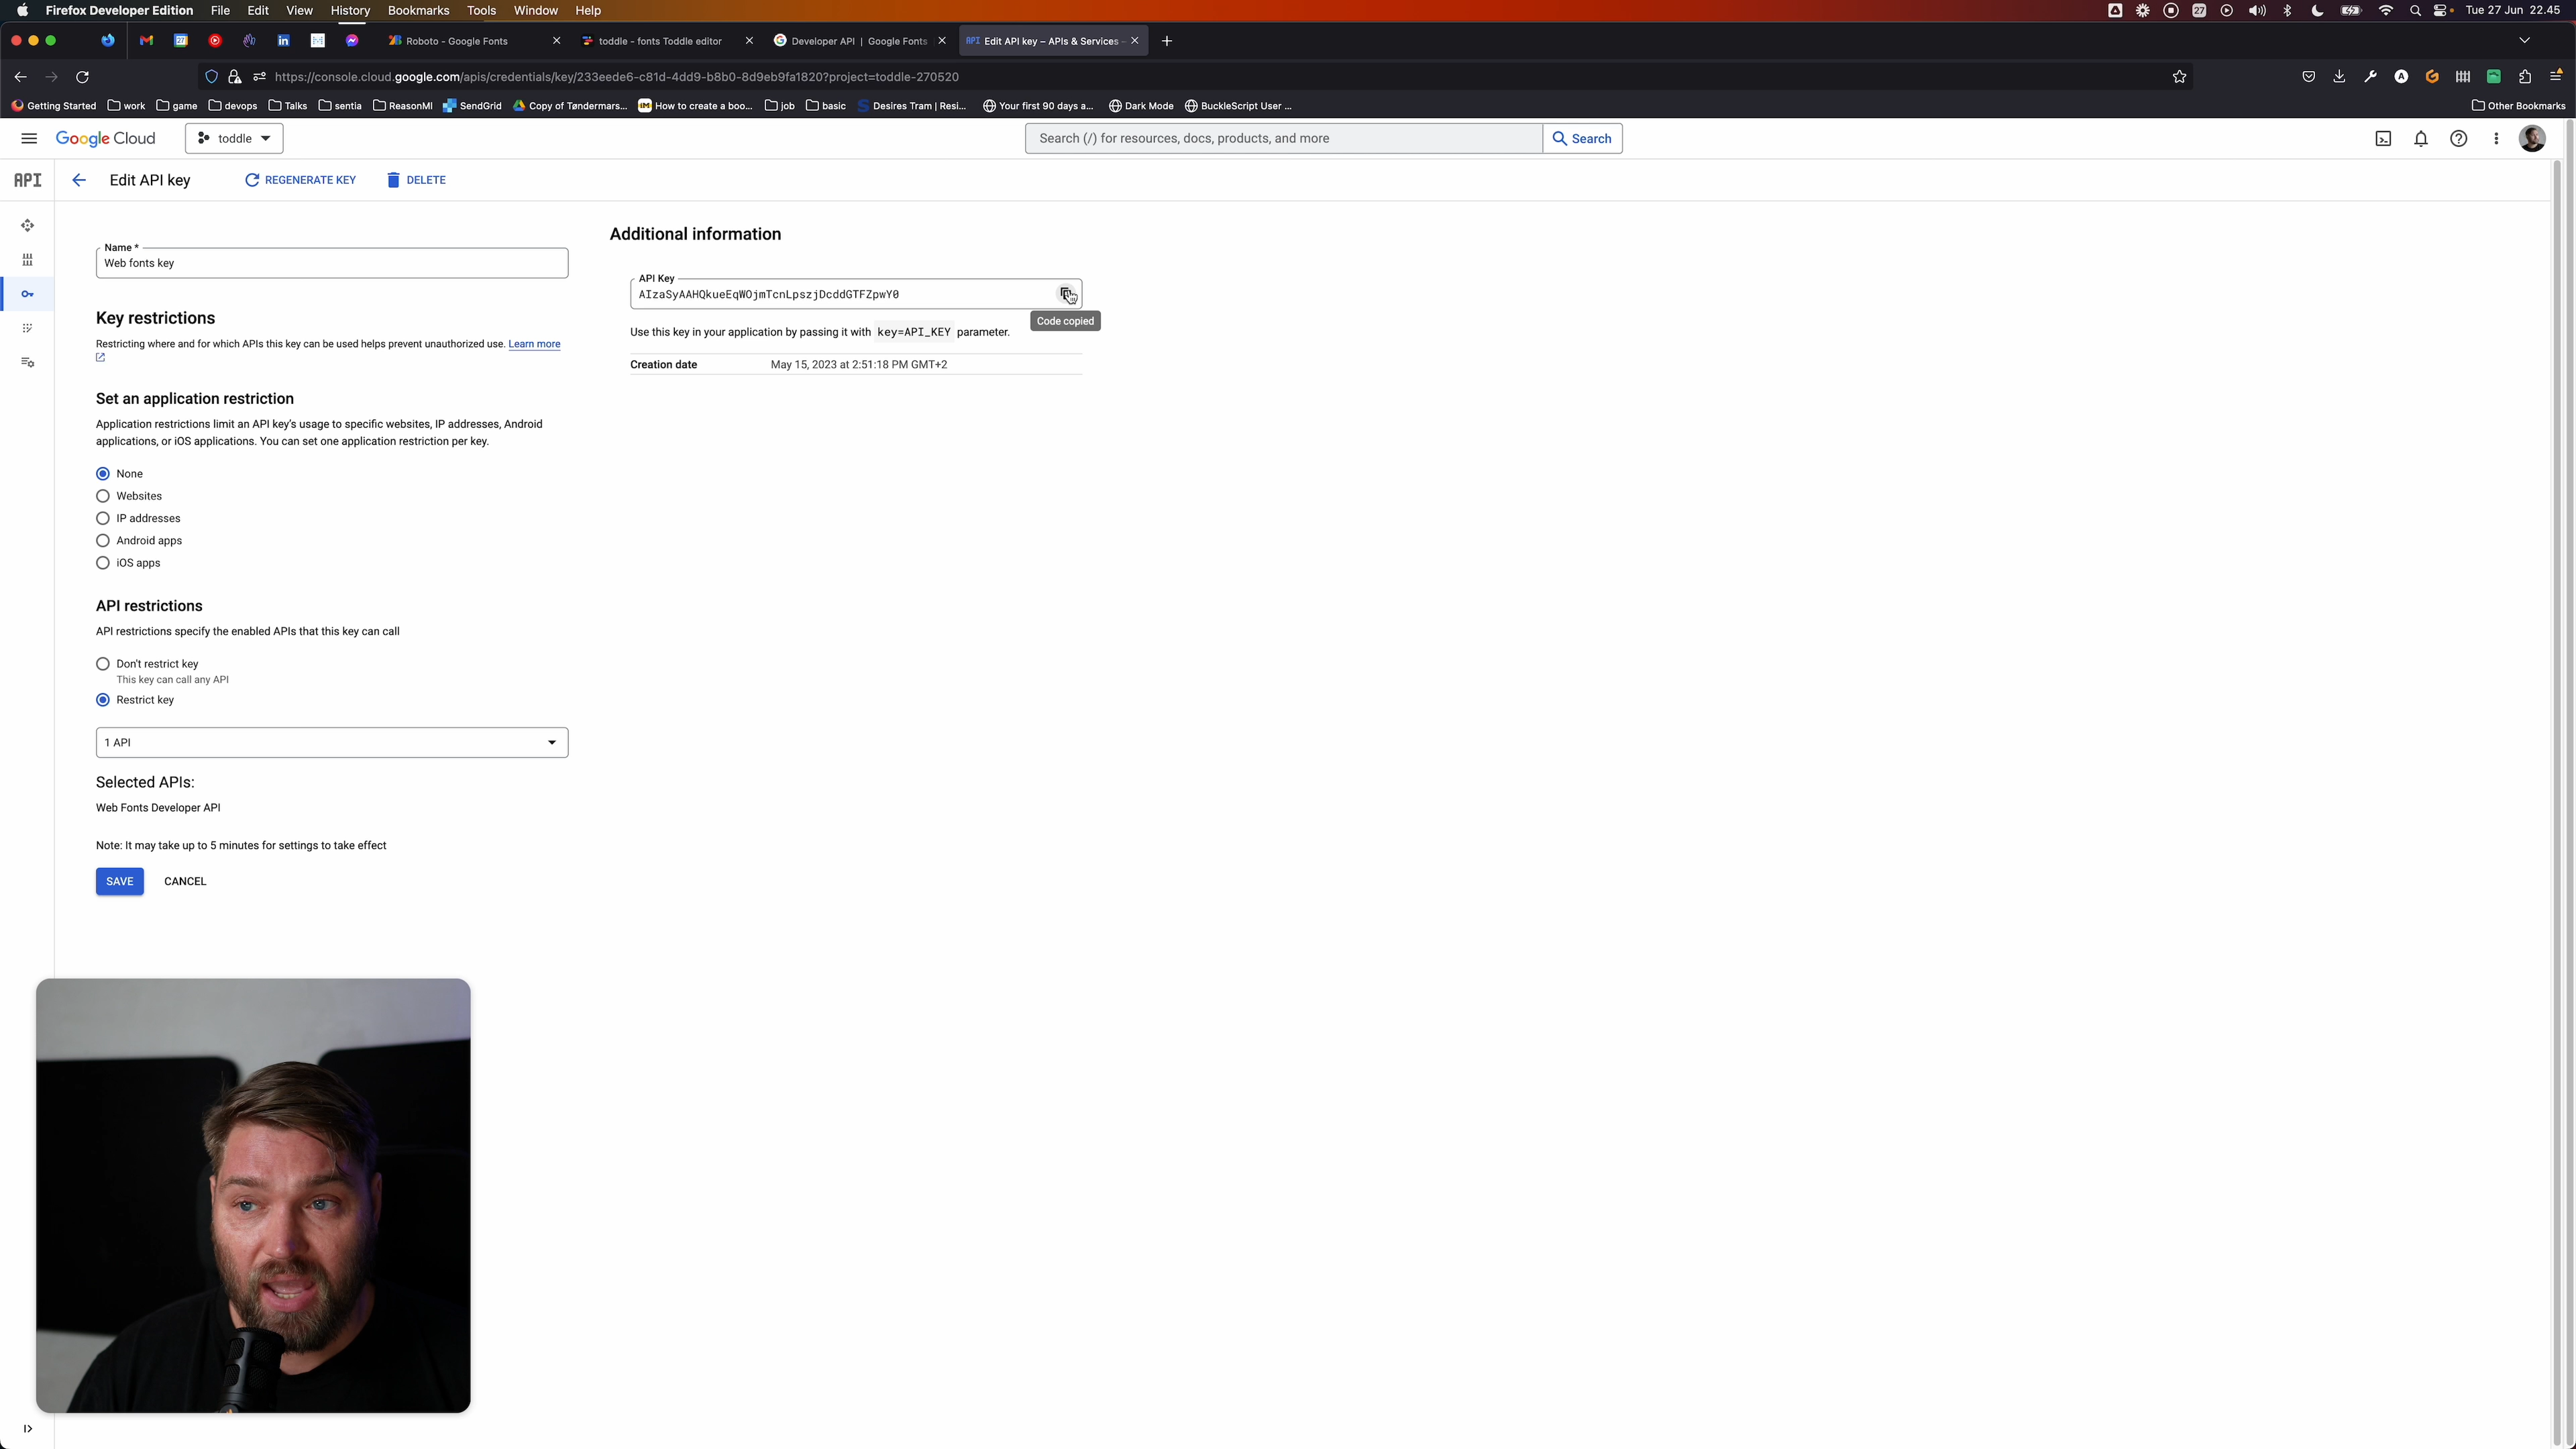 Firefox Developer Edition File Edit View History Bookmarks Tools Window Help
27
Tue 27 Jun 22.45
Roboto - Google Fonts
toddle - fonts Toddle editor
Developer API | Google Fonts
API Edit API key – APIs & Services -
https://console.cloud.google.com/apis/credentials/key/233eede6-c81d-4dd9-b8b0-8d9eb9fa1820?project=toddle-270520
Getting Started work game devops Talks sentia ReasonMl SendGrid Copy of Tøndermars... How to create a boo... job basic Desires Tram | Resi... Your first 90 days a... Dark Mode BuckleScript User ... Other Bookmarks
Google Cloud
toddle
Search (/) for resources, docs, products, and more
Search
API
Edit API key
REGENERATE KEY
DELETE
Name *
Web fonts key
Key restrictions
Restricting where and for which APIs this key can be used helps prevent unauthorized use. Learn more
Set an application restriction
Application restrictions limit an API key's usage to specific websites, IP addresses, Android
applications, or iOS applications. You can set one application restriction per key.
None
Websites
IP addresses
Android apps
iOS apps
API restrictions
API restrictions specify the enabled APIs that this key can call
Don't restrict key
This key can call any API
Restrict key
1 API
Selected APIs:
Web Fonts Developer API
Note: It may take up to 5 minutes for settings to take effect
SAVE
CANCEL
Additional information
API Key
AIzaSyAAHQkueEqWOjmTcnLpszjDcddGTFZpwY0
Code copied
Use this key in your application by passing it with key=API_KEY parameter.
Creation date May 15, 2023 at 2:51:18 PM GMT+2